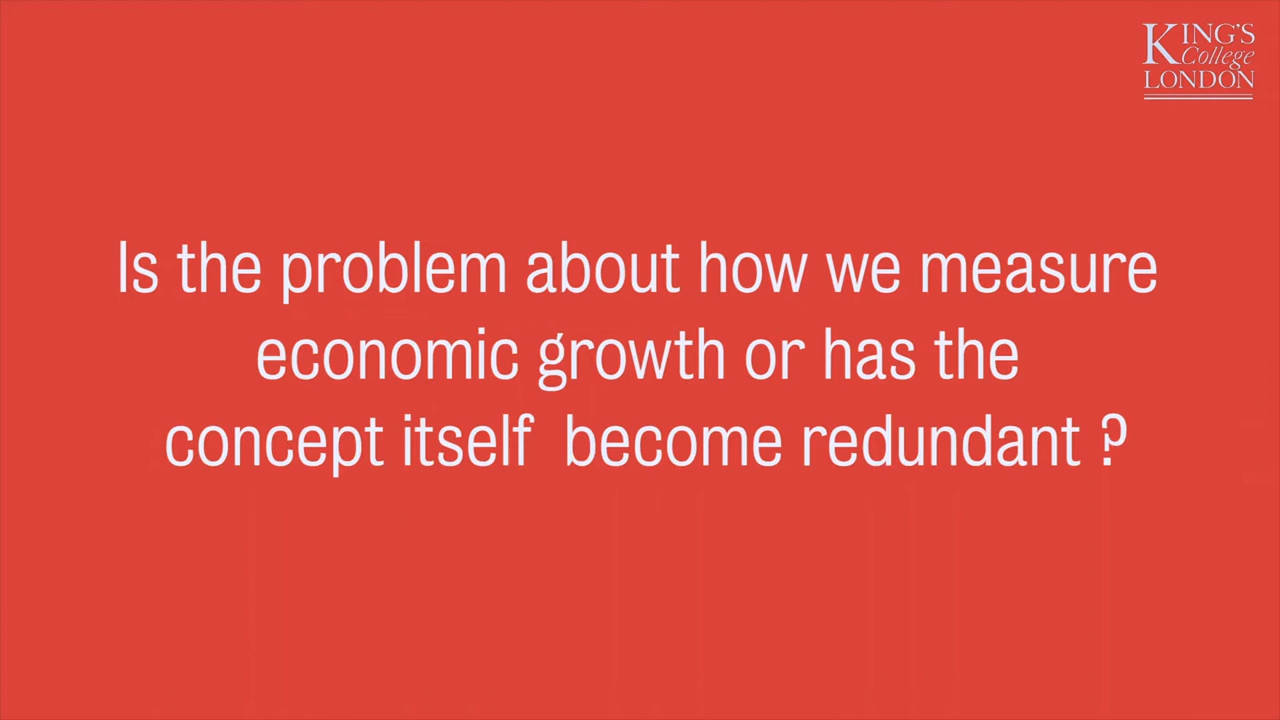 KING'S
College
LONDON
Is the problem about how we measure
economic growth or has the
concept itself  become redundant ?